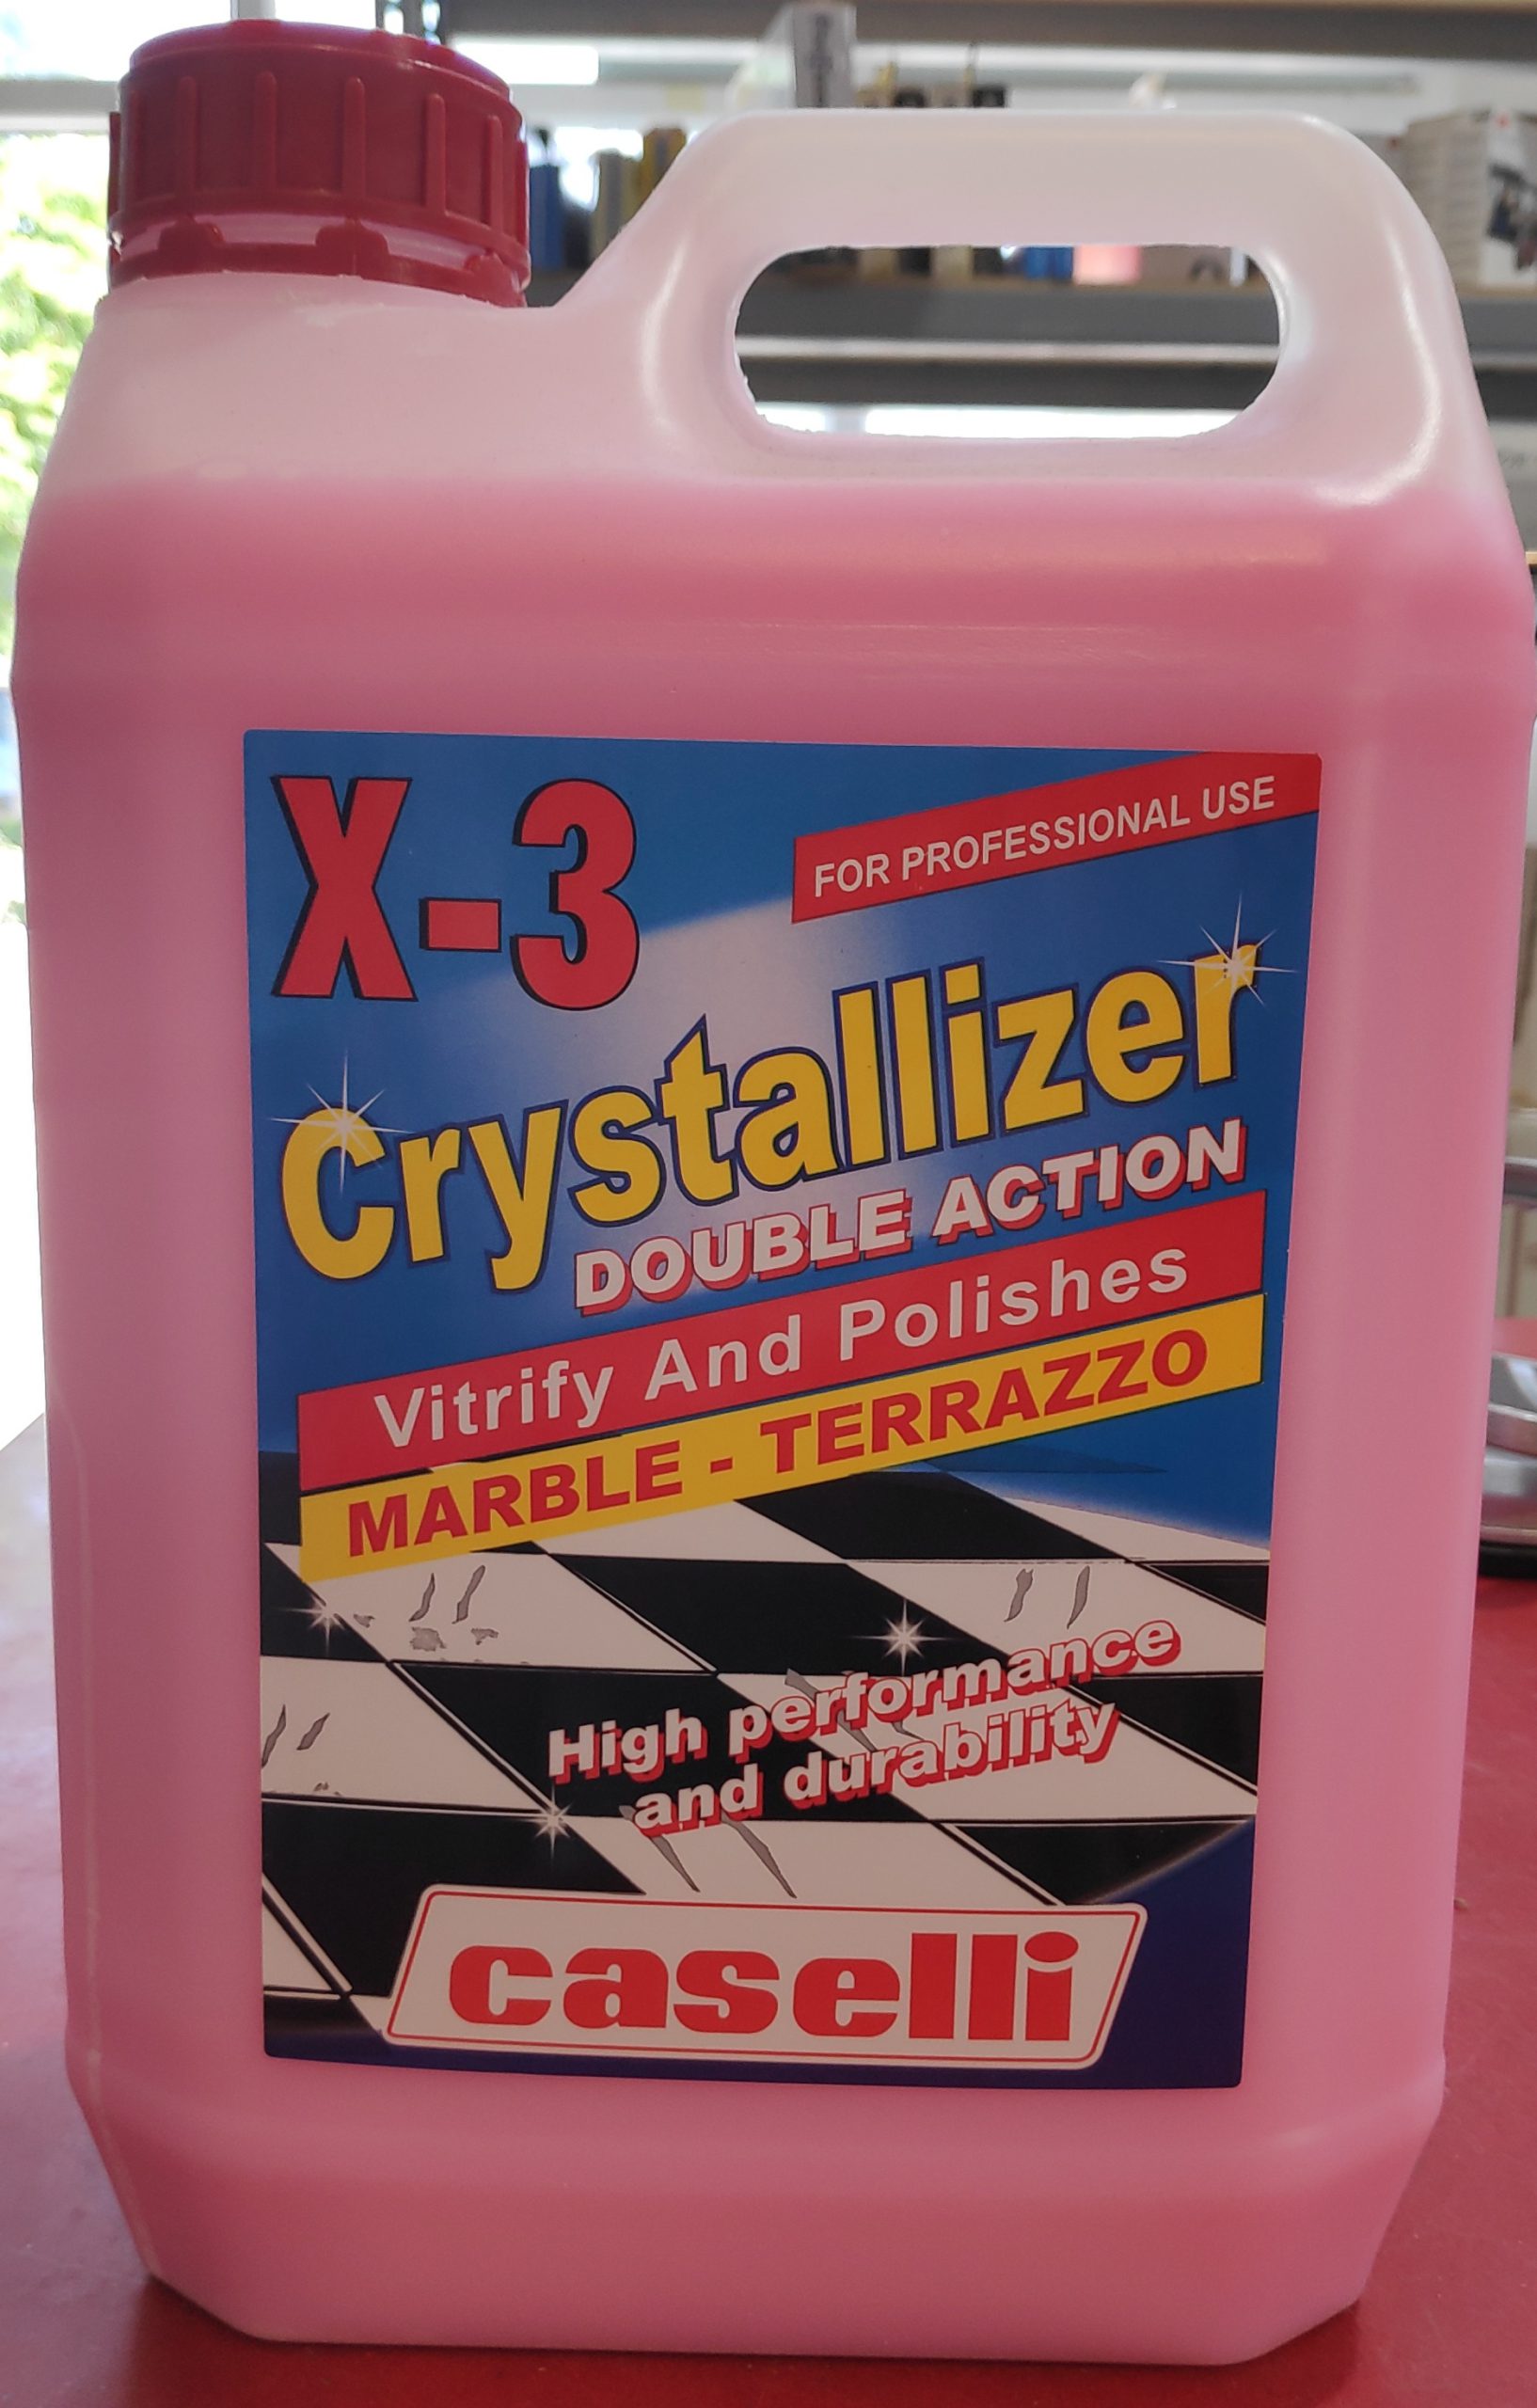 X-3
FOR PROFESSIONAL USE
Crystallizer
DOUBLE ACTION
Vitrify And Polishes
MARBLE - TERRAZZO
High performance
and durability
caselli